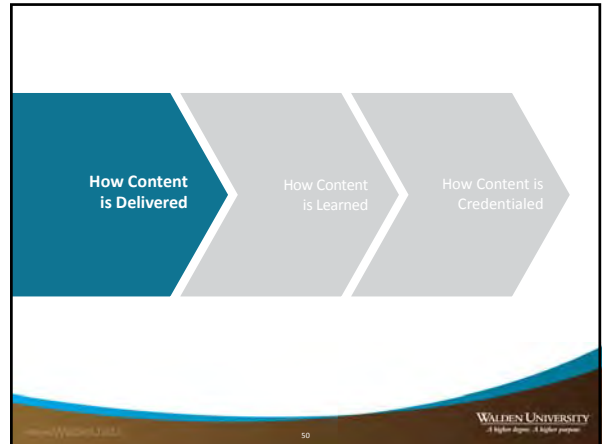 How Content
is Delivered
How Content
is Learned
How Content is
Credentialed
50
WALDEN UNIVERSITY
A higher degree. A higher purpose.